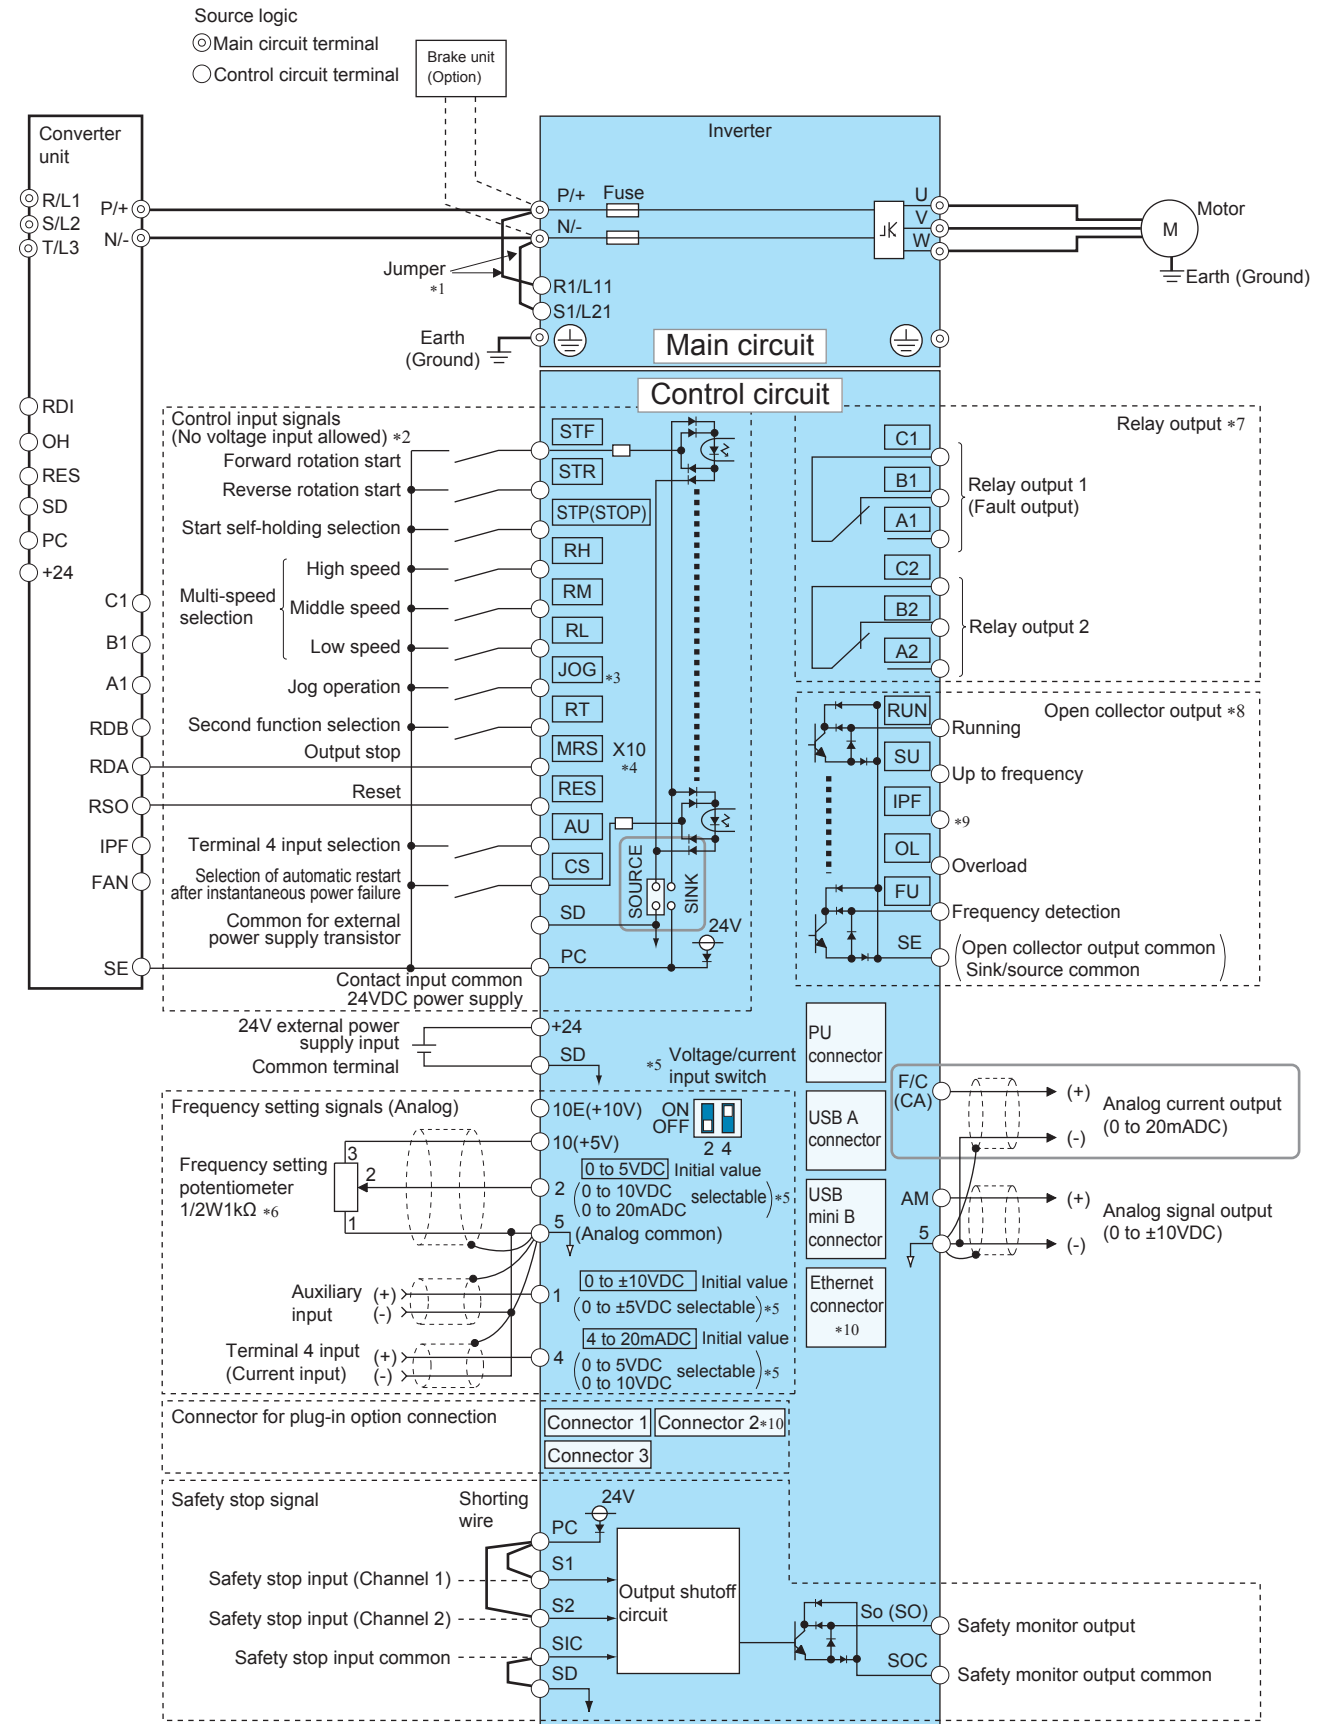 Source logic
Main circuit terminal
Control circuit terminal
Brake unit
(Option)
Converter
unit
R/L1
S/L2
T/L3
P/+
N/-
Inverter
P/+
Fuse
N/-
Jumper
*1
R1/L11
S1/L21
Earth
(Ground)
U
V
W
Motor
M
Earth (Ground)
Main circuit
Control circuit
RDI
OH
RES
SD
PC
+24
C1
B1
A1
RDB
RDA
RSO
IPF
FAN
SE
Control input signals
(No voltage input allowed) *2
Forward rotation start
Reverse rotation start
Start self-holding selection
Multi-speed
selection
High speed
Middle speed
Low speed
Jog operation
Second function selection
Output stop
Reset
Terminal 4 input selection
Selection of automatic restart
after instantaneous power failure
Common for external
power supply transistor
Contact input common
24VDC power supply
STF
STR
STP(STOP)
RH
RM
RL
JOG *3
RT
MRS X10
*4
RES
AU
CS
SD
PC
SOURCE
SINK
24V
Relay output *7
C1
B1
A1
Relay output 1
(Fault output)
C2
B2
A2
Relay output 2
Open collector output *8
RUN
Running
SU
Up to frequency
IPF
*9
OL
Overload
FU
Frequency detection
SE
Open collector output common
Sink/source common
24V external power
supply input
Common terminal
+24
SD
*5 Voltage/current
input switch
PU
connector
USB A
connector
USB
mini B
connector
Ethernet
connector
*10
F/C
(CA)
(+)
(-)
Analog current output
(0 to 20mADC)
AM
5
(+)
(-)
Analog signal output
(0 to ±10VDC)
Frequency setting signals (Analog)
10E(+10V)
ON
OFF
2 4
10(+5V)
Frequency setting
potentiometer
1/2W1kΩ *6
3
2
1
2
0 to 5VDC Initial value
(0 to 10VDC
0 to 20mADC selectable) *5
5
(Analog common)
Auxiliary
input
(+)
(-)
1
0 to ±10VDC Initial value
(0 to ±5VDC selectable) *5
Terminal 4 input
(Current input)
(+)
(-)
4
4 to 20mADC Initial value
(0 to 5VDC
0 to 10VDC selectable) *5
Connector for plug-in option connection
Connector 1
Connector 2 *10
Connector 3
Safety stop signal
Shorting
wire
24V
PC
S1
S2
SIC
SD
Safety stop input (Channel 1)
Safety stop input (Channel 2)
Safety stop input common
Output shutoff
circuit
So (SO)
Safety monitor output
SOC
Safety monitor output common